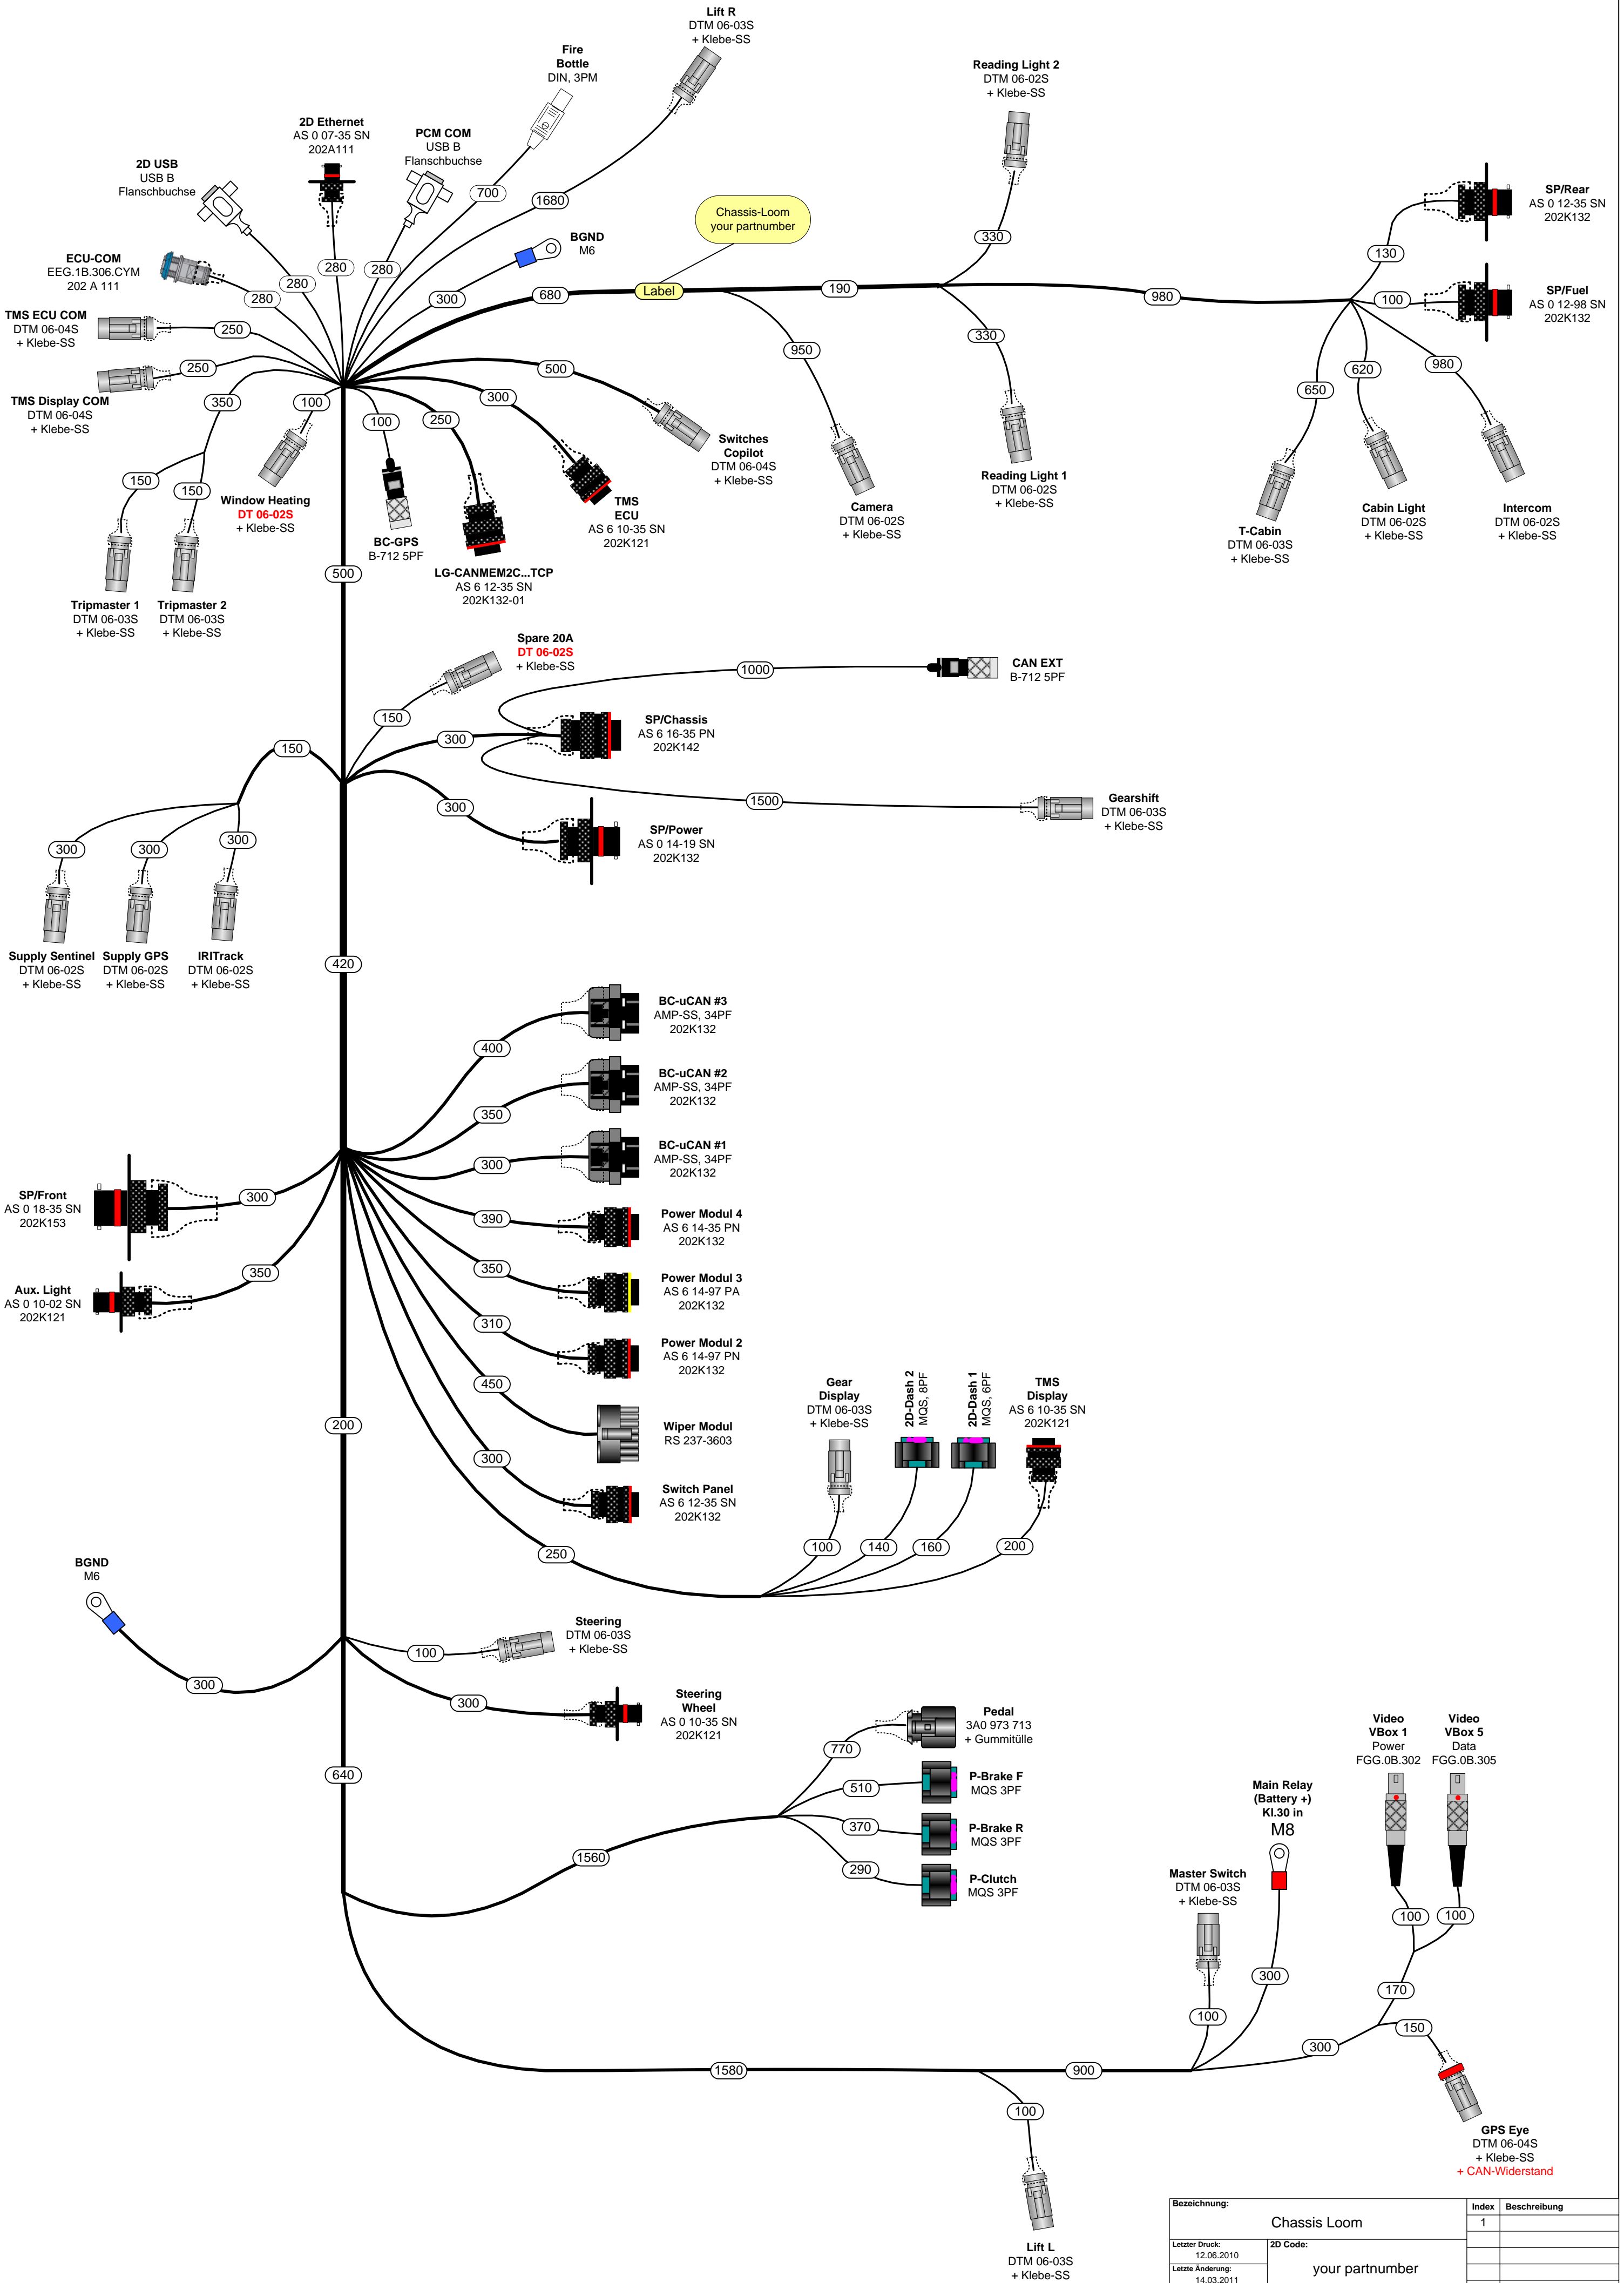 Lift R
DTM 06-03S
+ Klebe-SS
Fire
Bottle
DIN, 3PM
Reading Light 2
DTM 06-02S
+ Klebe-SS
2D Ethernet
AS 0 07-35 SN
202A111
PCM COM
USB B
Flanschbuchse
2D USB
USB B
Flanschbuchse
SP/Rear
AS 0 12-35 SN
202K132
700
1680
Chassis-Loom
your partnumber
BGND
M6
330
130
ECU-COM
EEG.1B.306.CYM
202 A 111
280
280
280
280
300
680
Label
190
980
100
SP/Fuel
AS 0 12-98 SN
202K132
TMS ECU COM
DTM 06-04S
+ Klebe-SS
250
330
950
500
620
980
650
TMS Display COM
DTM 06-04S
+ Klebe-SS
250
350
100
100
250
300
Switches
Copilot
DTM 06-04S
+ Klebe-SS
150
150
Window Heating
DT 06-02S
+ Klebe-SS
BC-GPS
B-712 5PF
TMS
ECU
AS 6 10-35 SN
202K121
Camera
DTM 06-02S
+ Klebe-SS
Reading Light 1
DTM 06-02S
+ Klebe-SS
T-Cabin
DTM 06-03S
+ Klebe-SS
Cabin Light
DTM 06-02S
+ Klebe-SS
Intercom
DTM 06-02S
+ Klebe-SS
LG-CANMEM2C...TCP
AS 6 12-35 SN
202K132-01
500
Tripmaster 1
DTM 06-03S
+ Klebe-SS
Tripmaster 2
DTM 06-03S
+ Klebe-SS
Spare 20A
DT 06-02S
+ Klebe-SS
1000
CAN EXT
B-712 5PF
150
SP/Chassis
AS 6 16-35 PN
202K142
150
300
1500
Gearshift
DTM 06-03S
+ Klebe-SS
300
SP/Power
AS 0 14-19 SN
202K132
300
300
300
Supply Sentinel
DTM 06-02S
+ Klebe-SS
Supply GPS
DTM 06-02S
+ Klebe-SS
IRITrack
DTM 06-02S
+ Klebe-SS
420
BC-uCAN #3
AMP-SS, 34PF
202K132
400
BC-uCAN #2
AMP-SS, 34PF
202K132
350
BC-uCAN #1
AMP-SS, 34PF
202K132
300
SP/Front
AS 0 18-35 SN
202K153
300
390
Power Modul 4
AS 6 14-35 PN
202K132
Aux. Light
AS 0 10-02 SN
202K121
350
350
Power Modul 3
AS 6 14-97 PA
202K132
310
Power Modul 2
AS 6 14-97 PN
202K132
450
Wiper Modul
RS 237-3603
200
300
Switch Panel
AS 6 12-35 SN
202K132
Gear
Display
DTM 06-03S
+ Klebe-SS
2D-Dash 2
MQS, 8PF
2D-Dash 1
MQS, 6PF
TMS
Display
AS 6 10-35 SN
202K121
250
100
140
160
200
BGND
M6
Steering
DTM 06-03S
+ Klebe-SS
100
300
300
Steering
Wheel
AS 0 10-35 SN
202K121
Pedal
3A0 973 713
+ Gummitülle
640
770
510
P-Brake F
MQS 3PF
370
P-Brake R
MQS 3PF
1560
290
P-Clutch
MQS 3PF
Video
VBox 1
Power
FGG.0B.302
Video
VBox 5
Data
FGG.0B.305
Main Relay
(Battery +)
Kl.30 in
M8
Master Switch
DTM 06-03S
+ Klebe-SS
100
100
300
170
100
150
300
1580
900
100
GPS Eye
DTM 06-04S
+ Klebe-SS
+ CAN-Widerstand
Lift L
DTM 06-03S
+ Klebe-SS
Bezeichnung:
Chassis Loom
Index
Beschreibung
1
Letzter Druck:
12.06.2010
2D Code:
your partnumber
Letzte Änderung:
14.03.2011